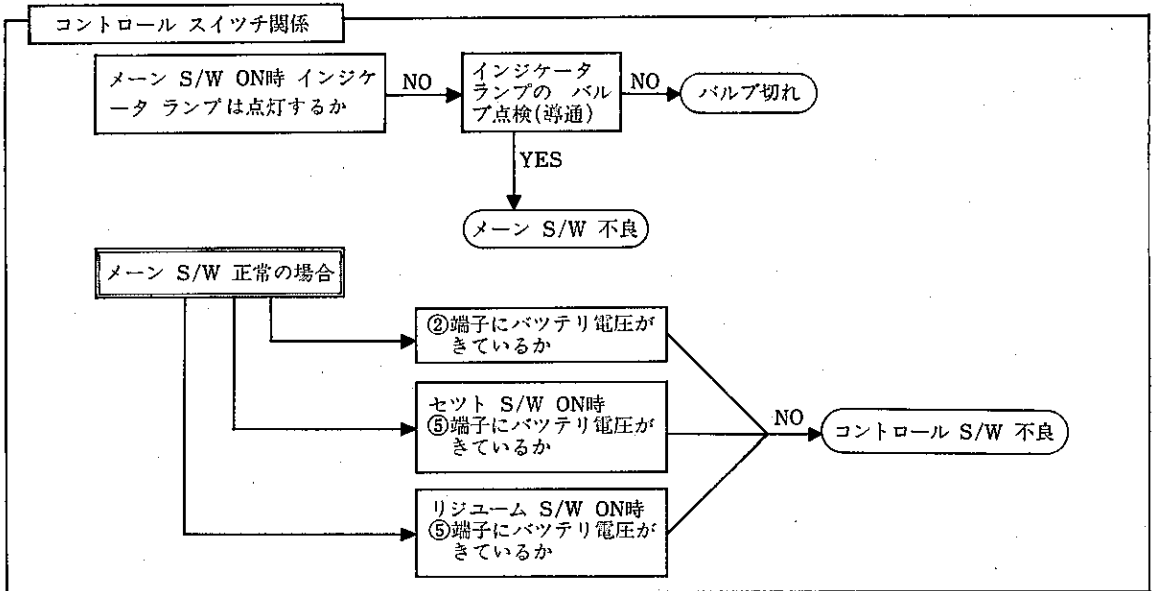 コントロール スイツチ関係
メーン S/W ON時 インジケ
ータ ランプは点灯するか
NO
インジケータ
ランプの バル
ブ点検(導通)
NO
バルブ切れ
YES
メーン S/W 不良
メーン S/W 正常の場合
②端子にバツテリ電圧が
きているか
セツト S/W ON時
⑤端子にバツテリ電圧が
きているか
NO
コントロール S/W 不良
リジユーム S/W ON時
⑤端子にバツテリ電圧が
きているか